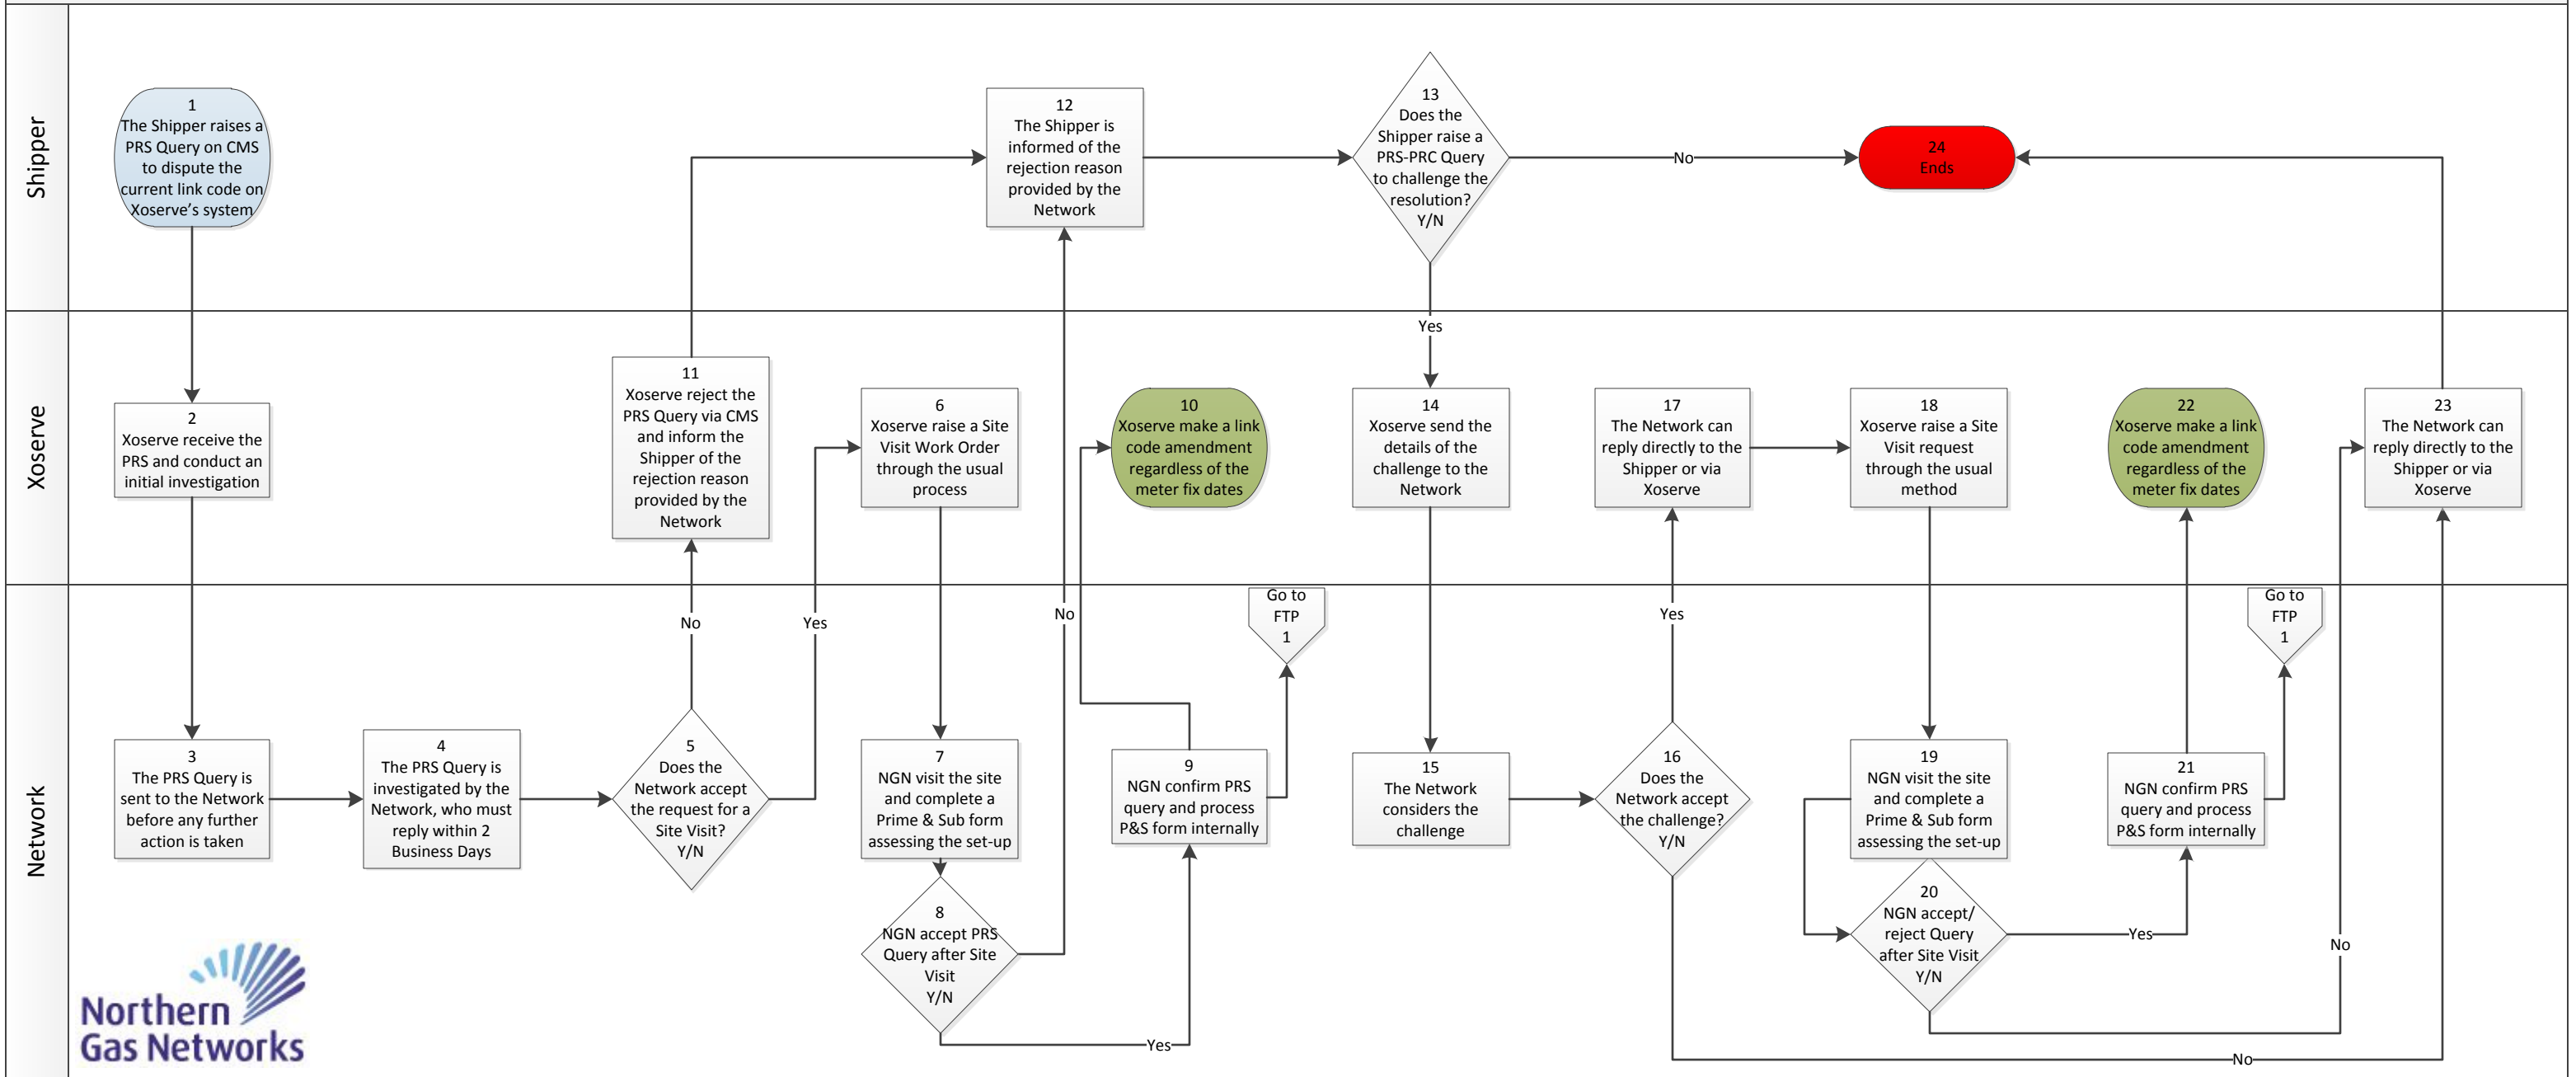 Shipper
1
The Shipper raises a
PRS Query on CMS
to dispute the
current link code on
Xoserve's system
12
The Shipper is
informed of the
rejection reason
provided by the
Network
13
Does the
Shipper raise a
PRS-PRC Query
to challenge the
resolution?
Y/N
No
24
Ends
Xoserve
Yes
2
Xoserve receive the
PRS and conduct an
initial investigation
11
Xoserve reject the
PRS Query via CMS
and inform the
Shipper of the
rejection reason
provided by the
Network
6
Xoserve raise a Site
Visit Work Order
through the usual
process
10
Xoserve make a link
code amendment
regardless of the
meter fix dates
14
Xoserve send the
details of the
challenge to the
Network
17
The Network can
reply directly to the
Shipper or via
Xoserve
18
Xoserve raise a Site
Visit request
through the usual
method
22
Xoserve make a link
code amendment
regardless of the
meter fix dates
23
The Network can
reply directly to the
Shipper or via
Xoserve
Network
No
Yes
No
Go to
FTP
1
Yes
Go to
FTP
1
3
The PRS Query is
sent to the Network
before any further
action is taken
4
The PRS Query is
investigated by the
Network, who must
reply within 2
Business Days
5
Does the
Network accept
the request for a
Site Visit?
Y/N
7
NGN visit the site
and complete a
Prime & Sub form
assessing the set-up
8
NGN accept PRS
Query after Site
Visit
Y/N
Yes
9
NGN confirm PRS
query and process
P&S form internally
15
The Network
considers the
challenge
16
Does the
Network accept
the challenge?
Y/N
19
NGN visit the site
and complete a
Prime & Sub form
assessing the set-up
20
NGN accept/
reject Query
after Site Visit
Y/N
Yes
21
NGN confirm PRS
query and process
P&S form internally
No
No
Northern
Gas Networks